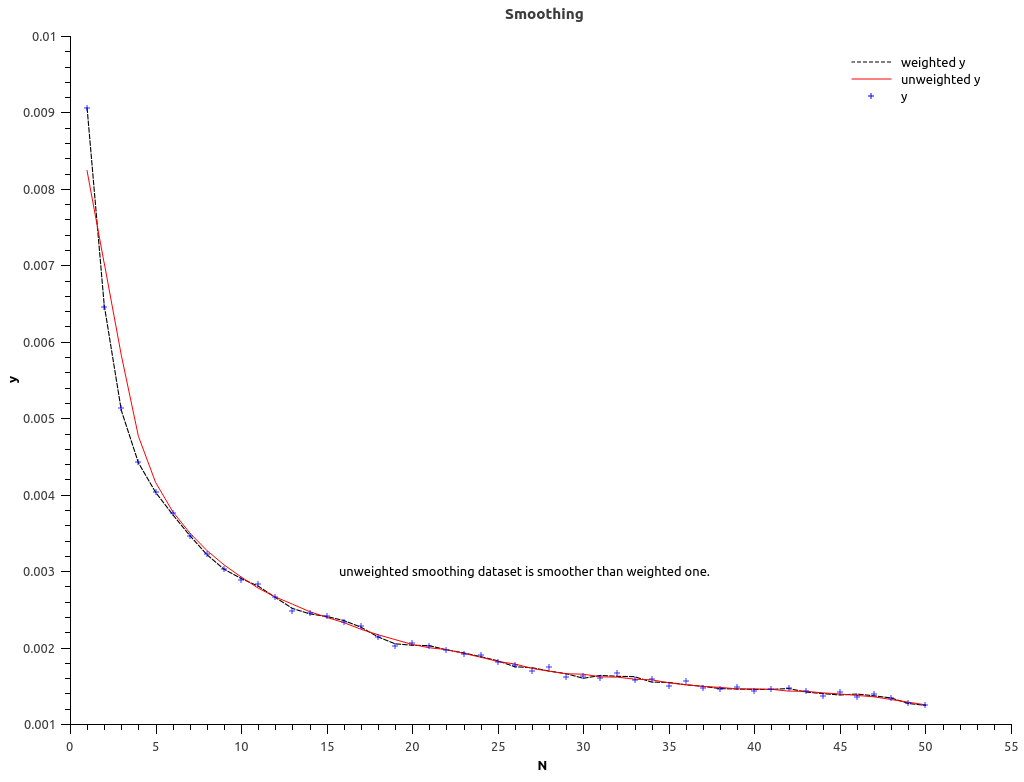 Smoothing
0.01
weighted y
unweighted y
y
0.009
0.008
0.007
0.006
y
0.005
0.004
0.003
unweighted smoothing dataset is smoother than weighted one.
0.002
0.001
0 5 10 15 20 25 30 35 40 45 50 55
N